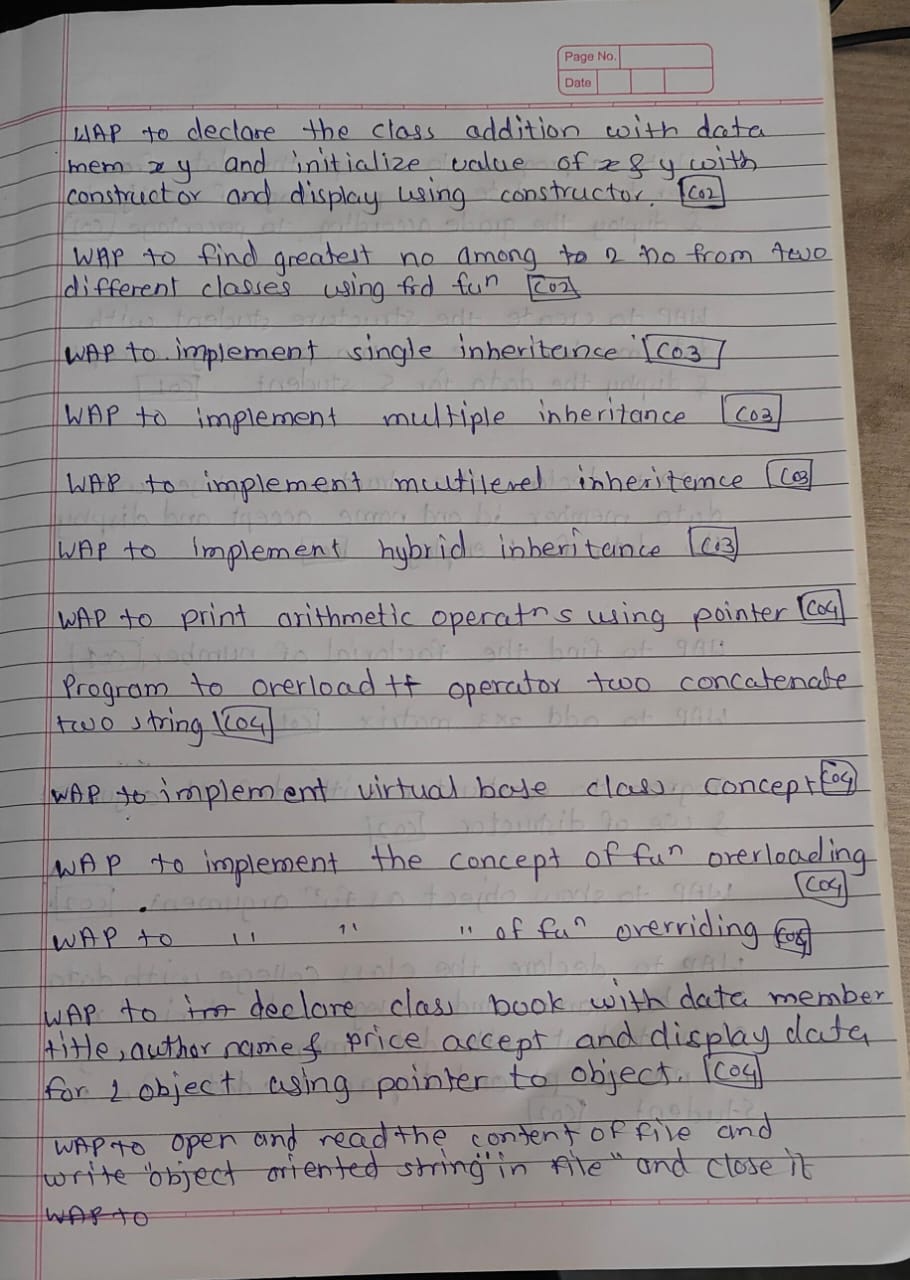 Page No.
Date
WAP to declare the class addition with data
mem x y and initialize value of x & y with
constructor and display using constructor. [CO2]
WAP to find greatest no among to 2 no from two
different classes using frd fun [CO2]
WAP to implement single inheritence [CO3]
WAP to implement multiple inheritance [CO3]
WAP to implement multilevel inheritence [CO3]
WAP to implement hybrid inheritance [CO3]
WAP to print arithmetic operatns using pointer [CO4]
Program to overload ++ operator two concatenate
two string [CO4]
WAP to implement virtual base class concept [CO4]
WAP to implement the concept of fun overloading
[CO4]
WAP to " " " of fun overriding [CO4]
WAP to declare class book with data member
title, author name & price accept and display data
for 1 object using pointer to object. [CO4]
WAP to open and read the content of file and
write "object oriented string" in file" and close it
WAP to